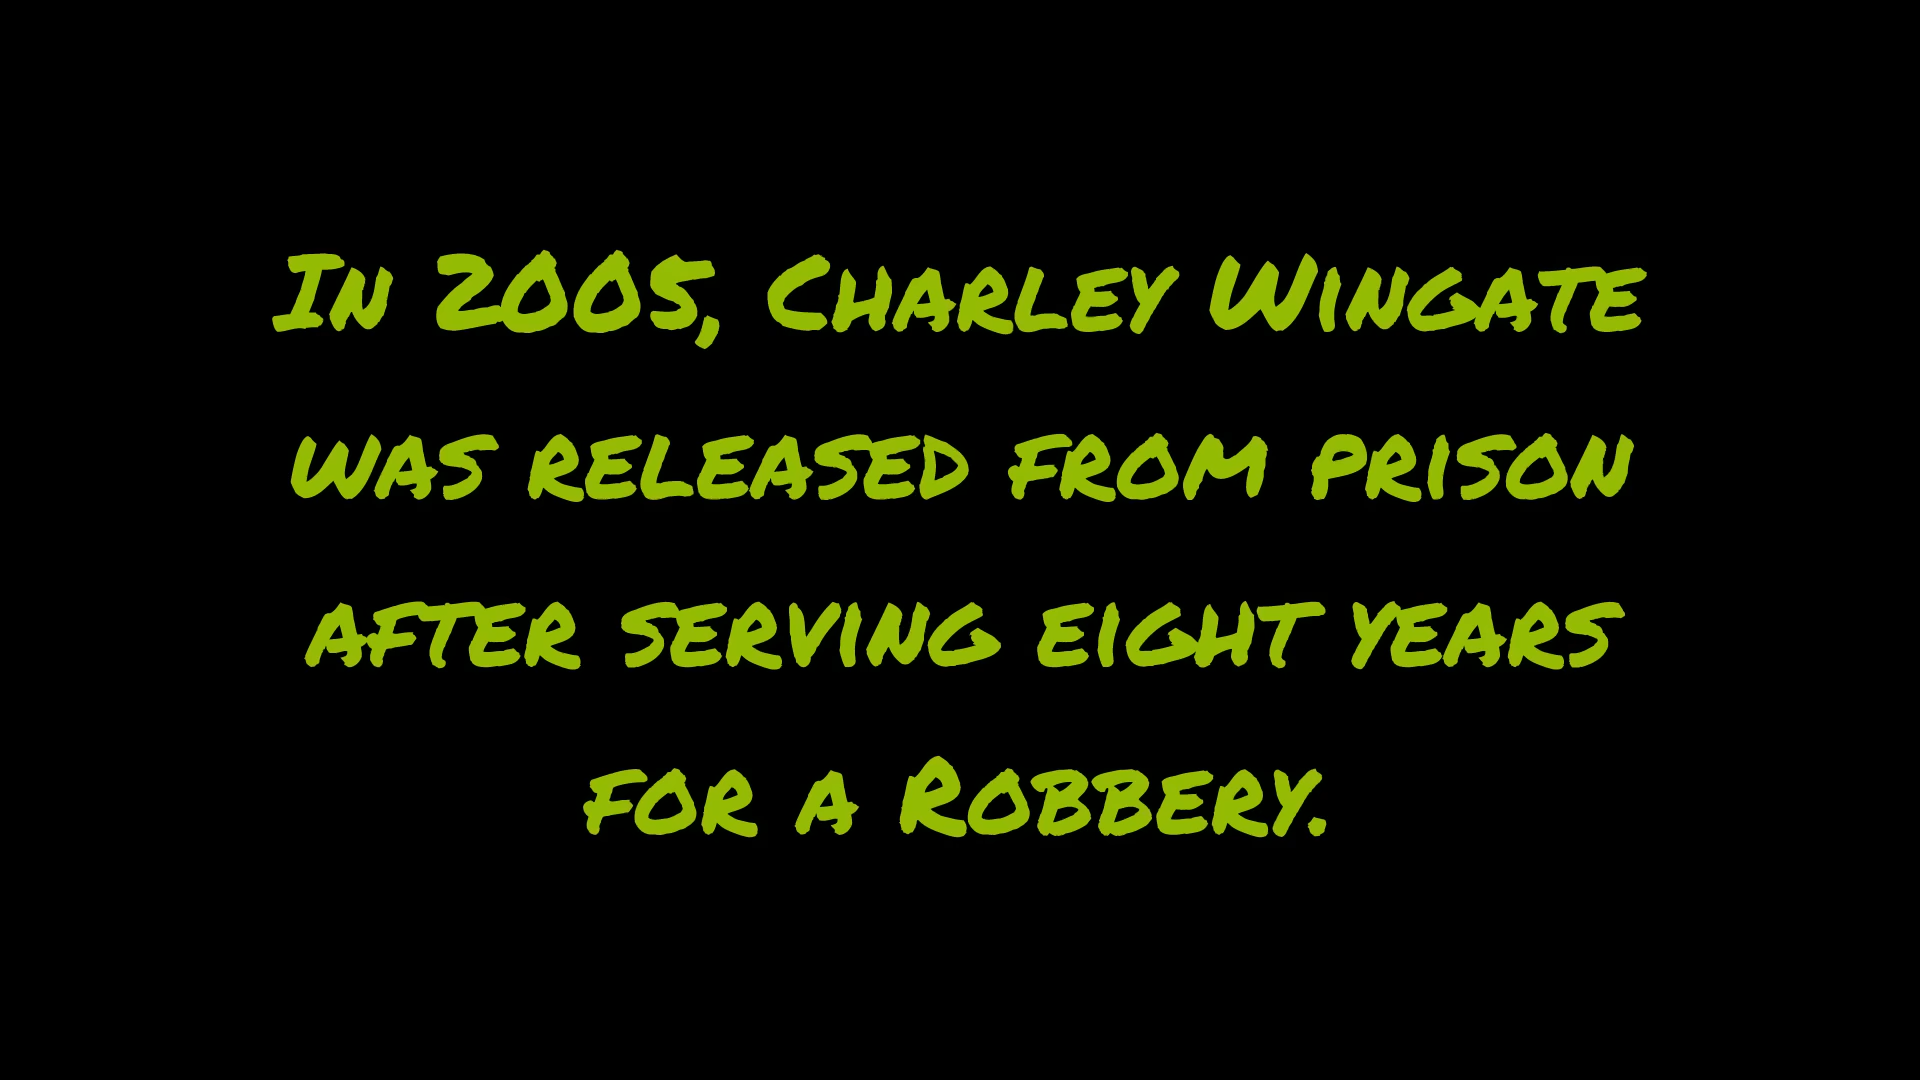 In 2005, Charley Wingate
was released from prison
after serving eight years
for a Robbery.